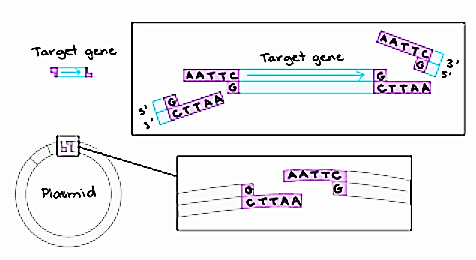 Target gene
Target gene
AATTC
G
3'
5'
AATTC
G
G
CTTAA
5'
G
3'
CTTAA
Plasmid
AATTC
G
G
CTTAA